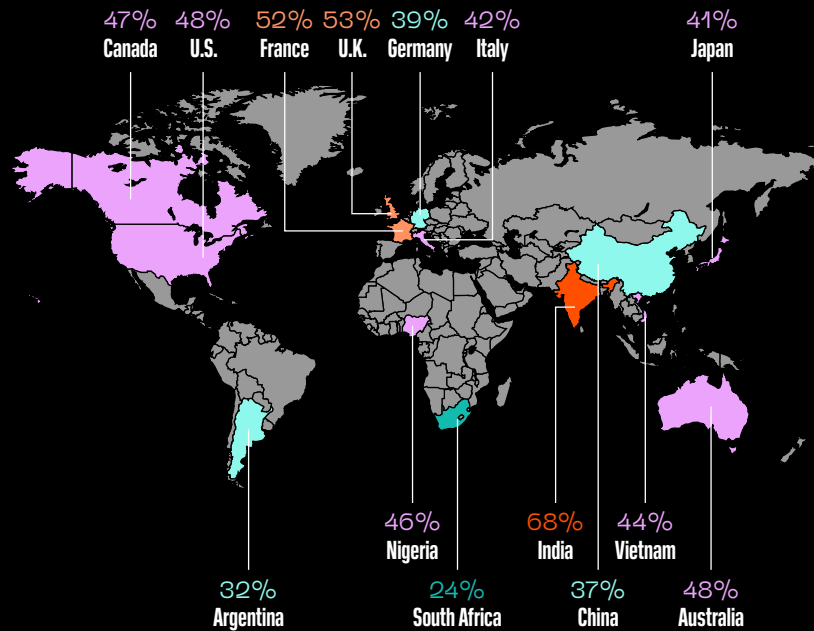 47% 48% 52% 53% 39% 42% 41%
Canada U.S. France U.K. Germany Italy Japan
46% 68% 44%
Nigeria India Vietnam
32% 24% 37% 48%
Argentina South Africa China Australia